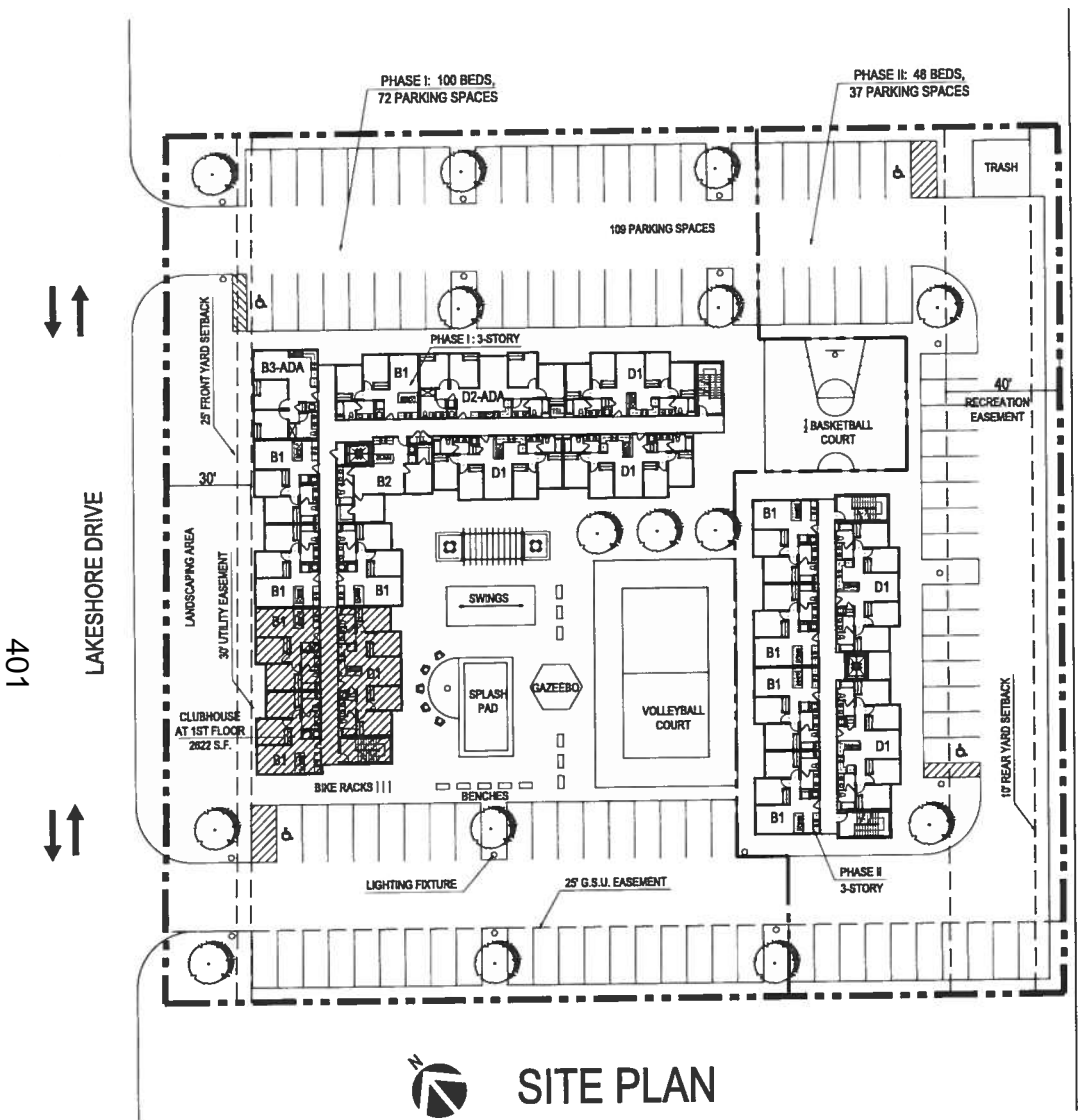 PHASE I: 100 BEDS,
72 PARKING SPACES
PHASE II: 48 BEDS,
37 PARKING SPACES
TRASH
109 PARKING SPACES
25' FRONT YARD SETBACK
PHASE I : 3-STORY
B3-ADA
B1
D2-ADA
D1
½ BASKETBALL
COURT
40'
RECREATION
EASEMENT
B1
B2
D1
D1
30'
LAKESHORE DRIVE
LANDSCAPING AREA
30' UTILITY EASEMENT
B1
D1
B1
B1
SWINGS
B1
B1
D1
B1
401
SPLASH
PAD
GAZEEBO
VOLLEYBALL
COURT
CLUBHOUSE
AT 1ST FLOOR
2622 S.F.
B1
D1
B1
10' REAR YARD SETBACK
BIKE RACKS
BENCHES
LIGHTING FIXTURE
25' G.S.U. EASEMENT
PHASE II
3-STORY
N
SITE PLAN